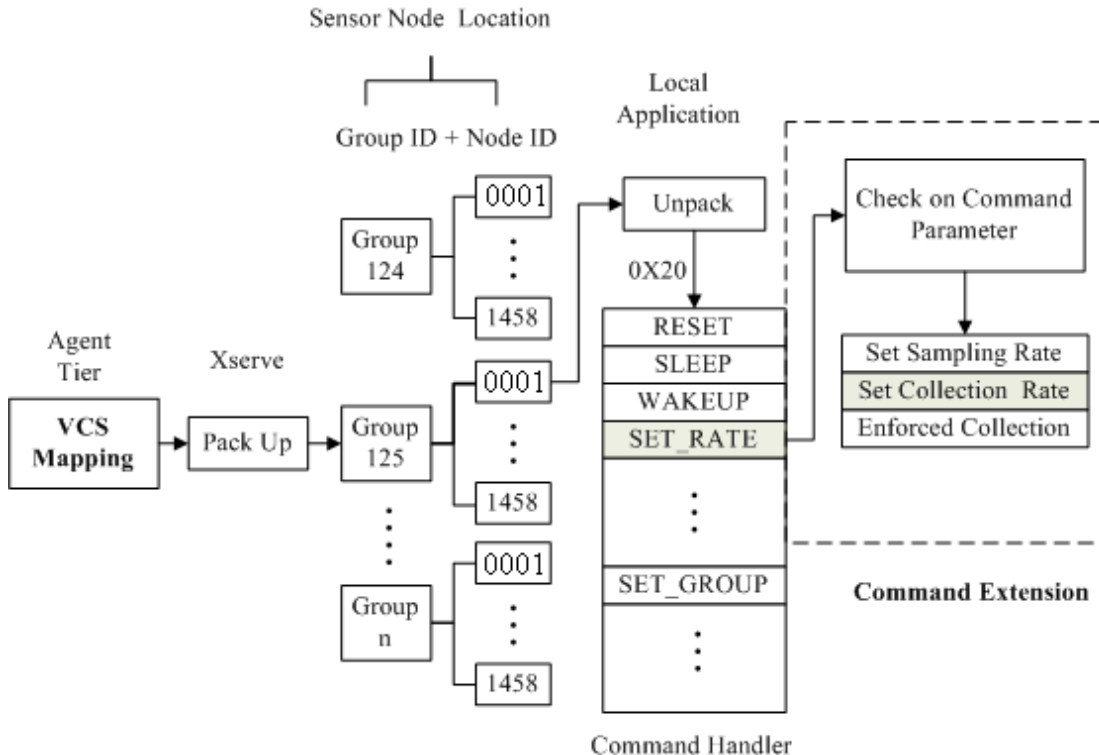 Sensor Node Location
Group ID + Node ID
Local
Application
Agent
Tier
VCS
Mapping
Xserve
Pack Up
Group
124
0001
1458
Group
125
0001
1458
Group
n
0001
1458
Unpack
0X20
RESET
SLEEP
WAKEUP
SET_RATE
SET_GROUP
Command Handler
Check on Command
Parameter
Set Sampling Rate
Set Collection Rate
Enforced Collection
Command Extension